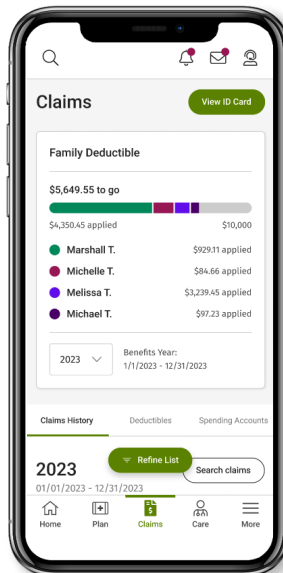 Claims
View ID Card
Family Deductible
$5,649.55 to go
$4,350.45 applied $10,000
Marshall T. $929.11 applied
Michelle T. $84.66 applied
Melissa T. $3,239.45 applied
Michael T. $97.23 applied
2023
Benefits Year:
1/1/2023 - 12/31/2023
Claims History Deductibles Spending Accounts
Refine List
2023 Search claims
01/01/2023 - 12/31/2023
Home Plan Claims Care More